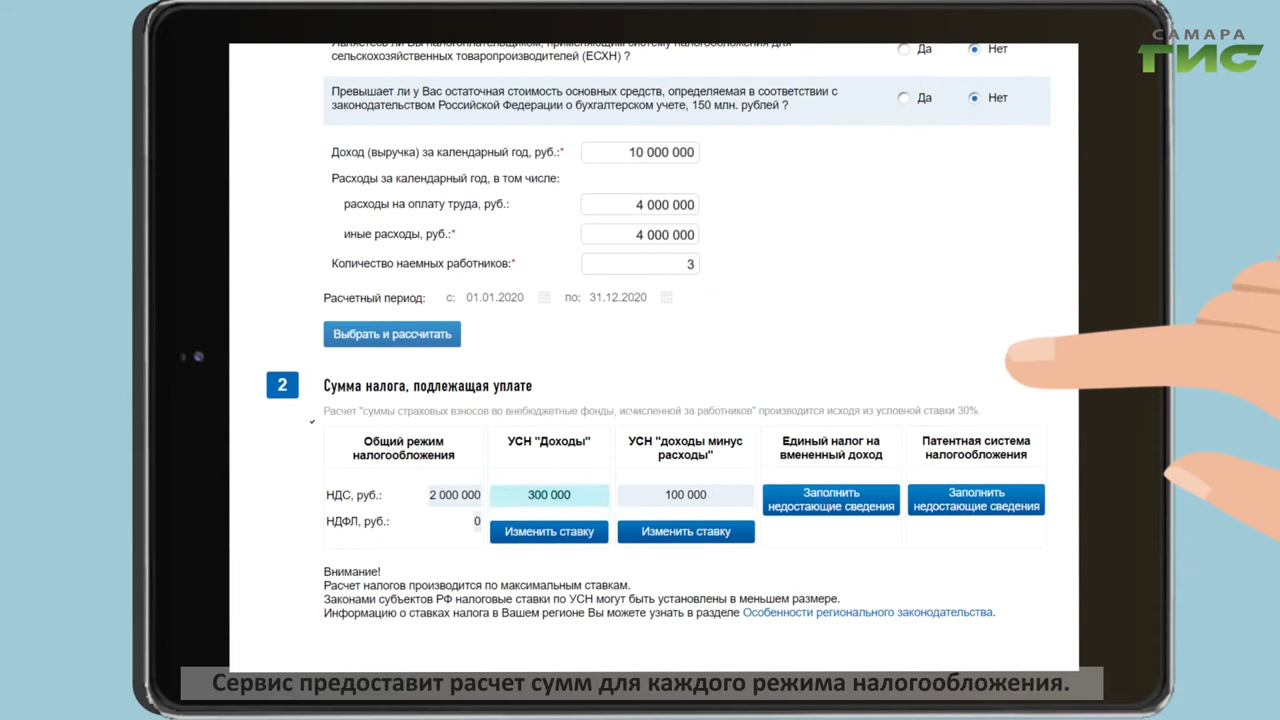 САМАРА
ГИС
Являетесь ли Вы налогоплательщиком, применяющим систему налогообложения для
сельскохозяйственных товаропроизводителей (ЕСХН) ?
Да
Нет
Превышает ли у Вас остаточная стоимость основных средств, определяемая в соответствии с
законодательством Российской Федерации о бухгалтерском учете, 150 млн. рублей ?
Да
Нет
Доход (выручка) за календарный год, руб.:* 10 000 000
Расходы за календарный год, в том числе:
расходы на оплату труда, руб.: 4 000 000
иные расходы, руб.:* 4 000 000
Количество наемных работников:* 3
Расчетный период: с: 01.01.2020 по: 31.12.2020
Выбрать и рассчитать
2 Сумма налога, подлежащая уплате
Расчет "суммы страховых взносов во внебюджетные фонды, исчисленной за работников" производится исходя из условной ставки 30%.
Общий режим
налогообложения
УСН "Доходы"
УСН "доходы минус
расходы"
Единый налог на
вмененный доход
Патентная система
налогообложения
НДС, руб.: 2 000 000
НДФЛ, руб.: 0
300 000
Изменить ставку
100 000
Изменить ставку
Заполнить
недостающие сведения
Заполнить
недостающие сведения
Внимание!
Расчет налогов производится по максимальным ставкам.
Законами субъектов РФ налоговые ставки по УСН могут быть установлены в меньшем размере.
Информацию о ставках налога в Вашем регионе Вы можете узнать в разделе Особенности регионального законодательства.
Сервис предоставит расчет сумм для каждого режима налогообложения.